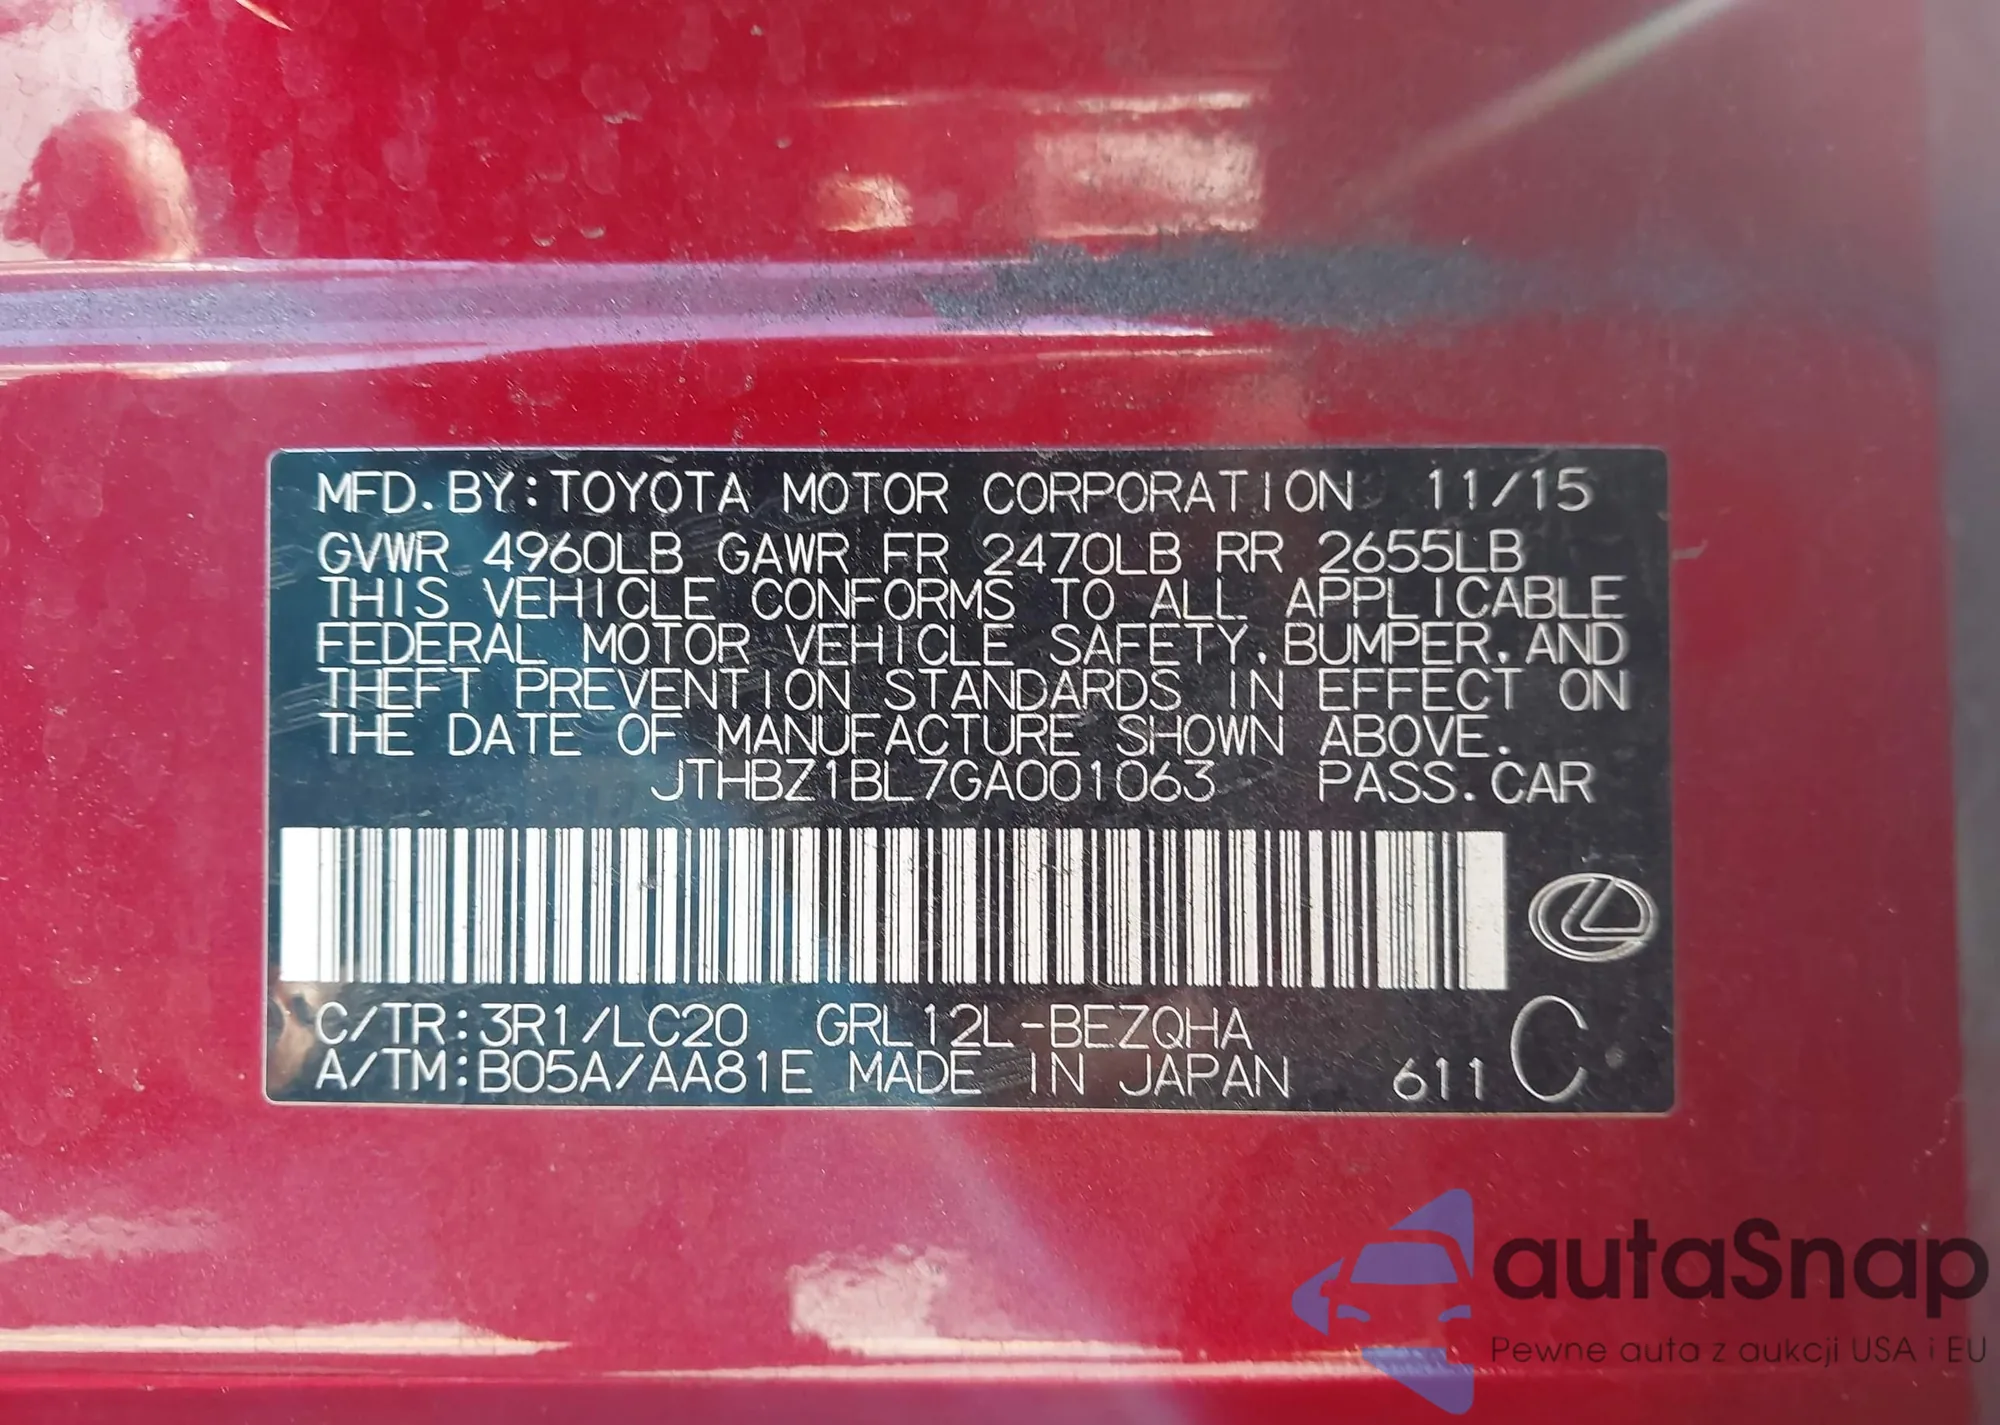 MFD.BY:TOYOTA MOTOR CORPORATION 11/15
GVWR 4960LB GAWR FR 2470LB RR 2655LB
THIS VEHICLE CONFORMS TO ALL APPLICABLE
FEDERAL MOTOR VEHICLE SAFETY,BUMPER,AND
THEFT PREVENTION STANDARDS IN EFFECT ON
THE DATE OF MANUFACTURE SHOWN ABOVE.
JTHBZ1BL7GA001063 PASS.CAR
C/TR:3R1/LC20 GRL12L-BEZQHA
A/TM:B05A/AA81E MADE IN JAPAN 611 C
autaSnap
Pewne auta z aukcji USA i EU